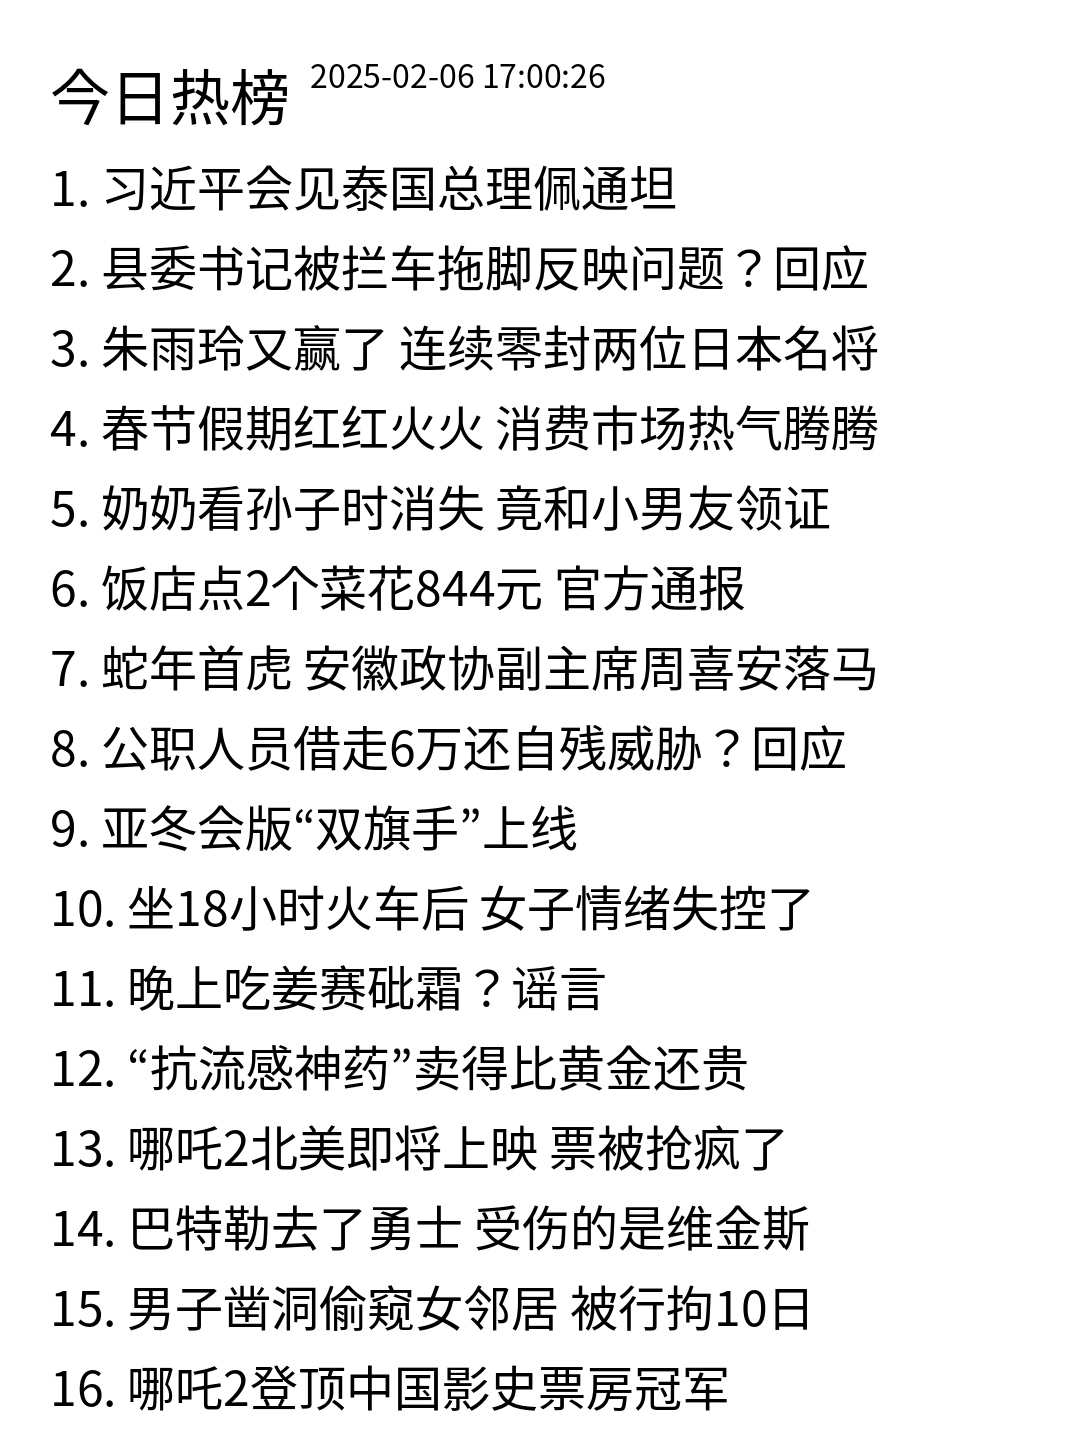 今日热榜 2025-02-06 17:00:26
1. 习近平会见泰国总理佩通坦
2. 县委书记被拦车拖脚反映问题？回应
3. 朱雨玲又赢了 连续零封两位日本名将
4. 春节假期红红火火 消费市场热气腾腾
5. 奶奶看孙子时消失 竟和小男友领证
6. 饭店点2个菜花844元 官方通报
7. 蛇年首虎 安徽政协副主席周喜安落马
8. 公职人员借走6万还自残威胁？回应
9. 亚冬会版“双旗手”上线
10. 坐18小时火车后 女子情绪失控了
11. 晚上吃姜赛砒霜？谣言
12. “抗流感神药”卖得比黄金还贵
13. 哪吒2北美即将上映 票被抢疯了
14. 巴特勒去了勇士 受伤的是维金斯
15. 男子凿洞偷窥女邻居 被行拘10日
16. 哪吒2登顶中国影史票房冠军